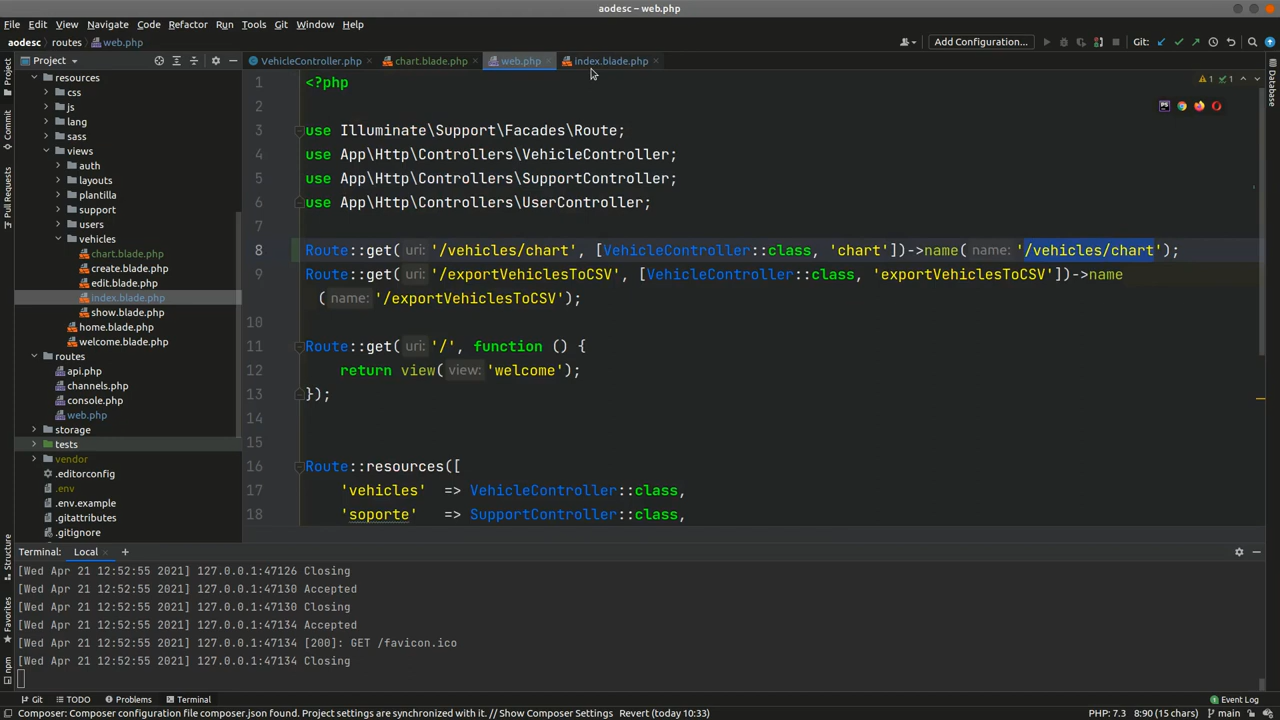 aodesc – web.php
File Edit View Navigate Code Refactor Run Tools Git Window Help
aodesc routes web.php
Add Configuration...
Git:
Project
VehicleController.php
chart.blade.php
web.php
index.blade.php
Project
Commit
Pull Requests
Structure
Favorites
npm
Database
resources
css
js
lang
sass
views
auth
layouts
plantilla
support
users
vehicles
chart.blade.php
create.blade.php
edit.blade.php
index.blade.php
show.blade.php
home.blade.php
welcome.blade.php
routes
api.php
channels.php
console.php
web.php
storage
tests
vendor
.editorconfig
.env
.env.example
.gitattributes
.gitignore
1 <?php
2
3 use Illuminate\Support\Facades\Route;
4 use App\Http\Controllers\VehicleController;
5 use App\Http\Controllers\SupportController;
6 use App\Http\Controllers\UserController;
7
8 Route::get( uri: '/vehicles/chart', [VehicleController::class, 'chart'])->name( name: '/vehicles/chart');
9 Route::get( uri: '/exportVehiclesToCSV', [VehicleController::class, 'exportVehiclesToCSV'])->name
( name: '/exportVehiclesToCSV');
10
11 Route::get( uri: '/', function () {
12 return view( view: 'welcome');
13 });
14
15
16 Route::resources([
17 'vehicles' => VehicleController::class,
18 'soporte' => SupportController::class,
1 1
Terminal: Local +
[Wed Apr 21 12:52:55 2021] 127.0.0.1:47126 Closing
[Wed Apr 21 12:52:55 2021] 127.0.0.1:47130 Accepted
[Wed Apr 21 12:52:55 2021] 127.0.0.1:47130 Closing
[Wed Apr 21 12:52:55 2021] 127.0.0.1:47134 Accepted
[Wed Apr 21 12:52:55 2021] 127.0.0.1:47134 [200]: GET /favicon.ico
[Wed Apr 21 12:52:55 2021] 127.0.0.1:47134 Closing
Git TODO Problems Terminal Event Log
Composer: Composer configuration file composer.json found. Project settings are synchronized with it. // Show Composer Settings Revert (today 10:33) PHP: 7.3 8:90 (15 chars) main